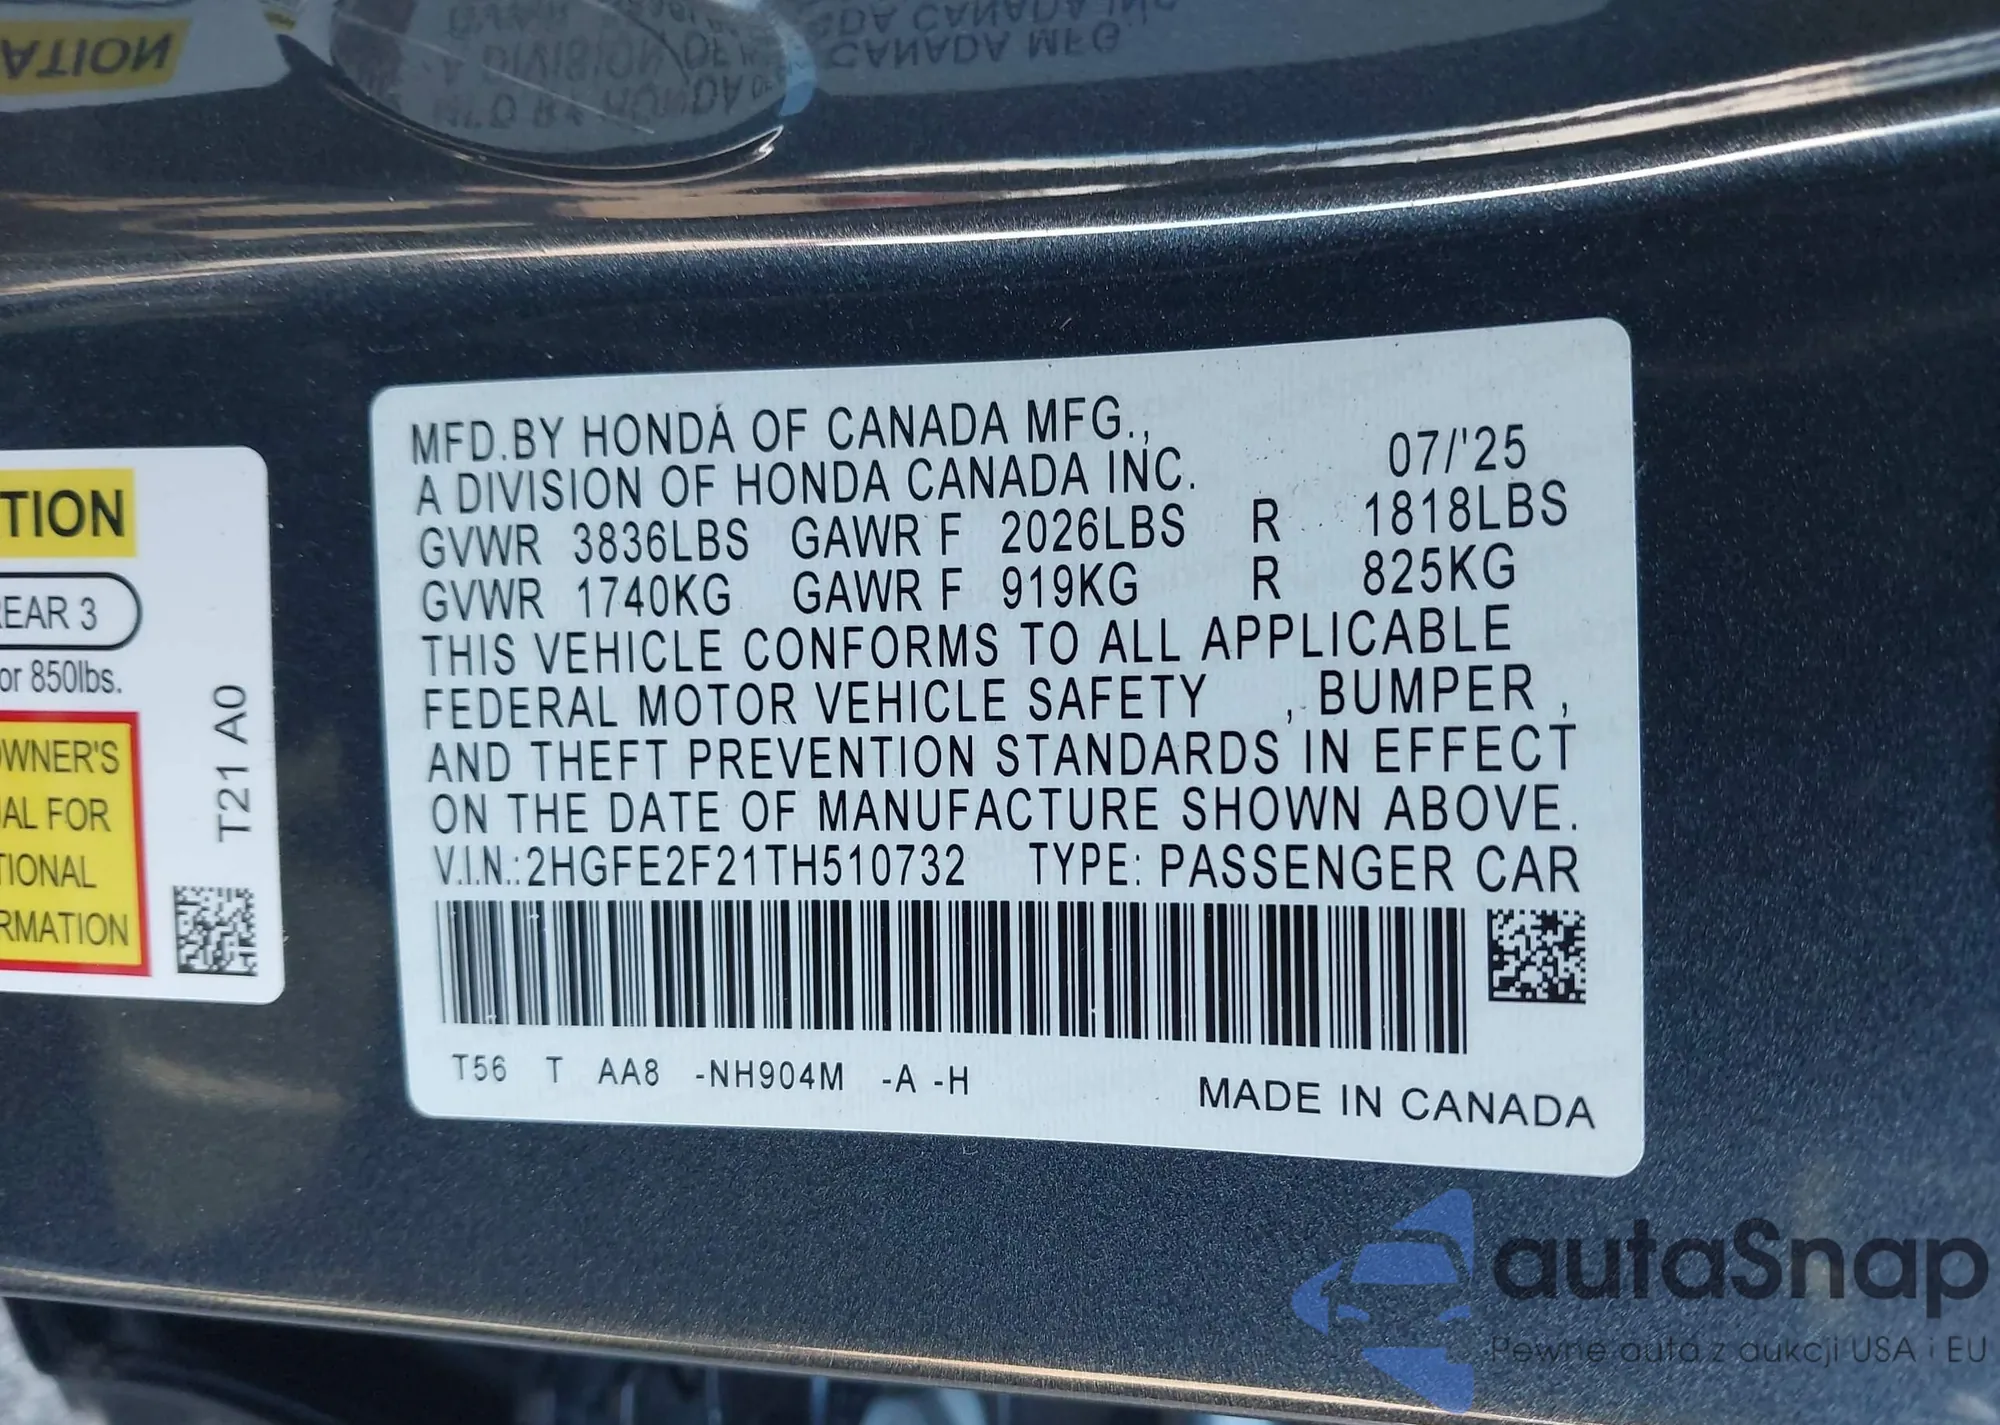 MFD.BY HONDA OF CANADA MFG.,
A DIVISION OF HONDA CANADA INC. 07/'25
GVWR 3836LBS GAWR F 2026LBS R 1818LBS
GVWR 1740KG GAWR F 919KG R 825KG
THIS VEHICLE CONFORMS TO ALL APPLICABLE
FEDERAL MOTOR VEHICLE SAFETY , BUMPER ,
AND THEFT PREVENTION STANDARDS IN EFFECT
ON THE DATE OF MANUFACTURE SHOWN ABOVE.
V.I.N.:2HGFE2F21TH510732 TYPE: PASSENGER CAR
T56 T AA8 -NH904M -A -H
MADE IN CANADA
TION
EAR 3
or 850lbs.
OWNER'S
AL FOR
TIONAL
RMATION
T21 A0
autoSnap
Pewne auta z aukcji USA i EU